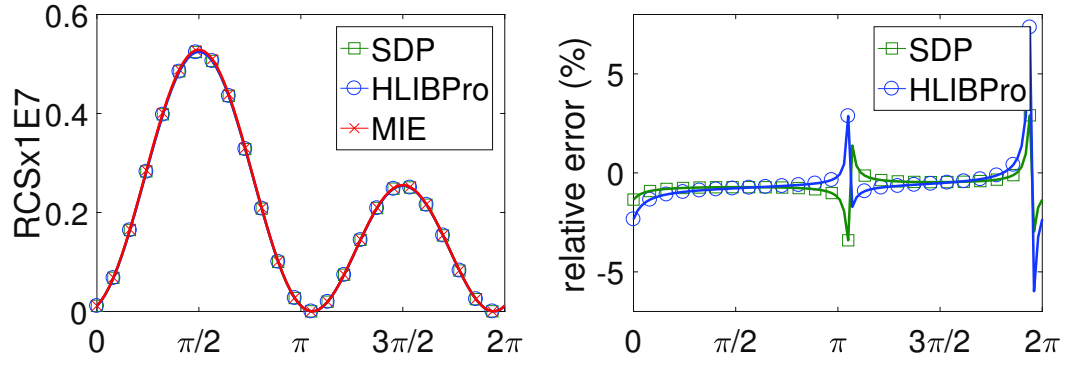 RCSx1E7
0.6
0.4
0.2
0
0
π/2
π
3π/2
2π
SDP
HLIBPro
MIE
relative error (%)
5
0
-5
0
π/2
π
3π/2
2π
SDP
HLIBPro